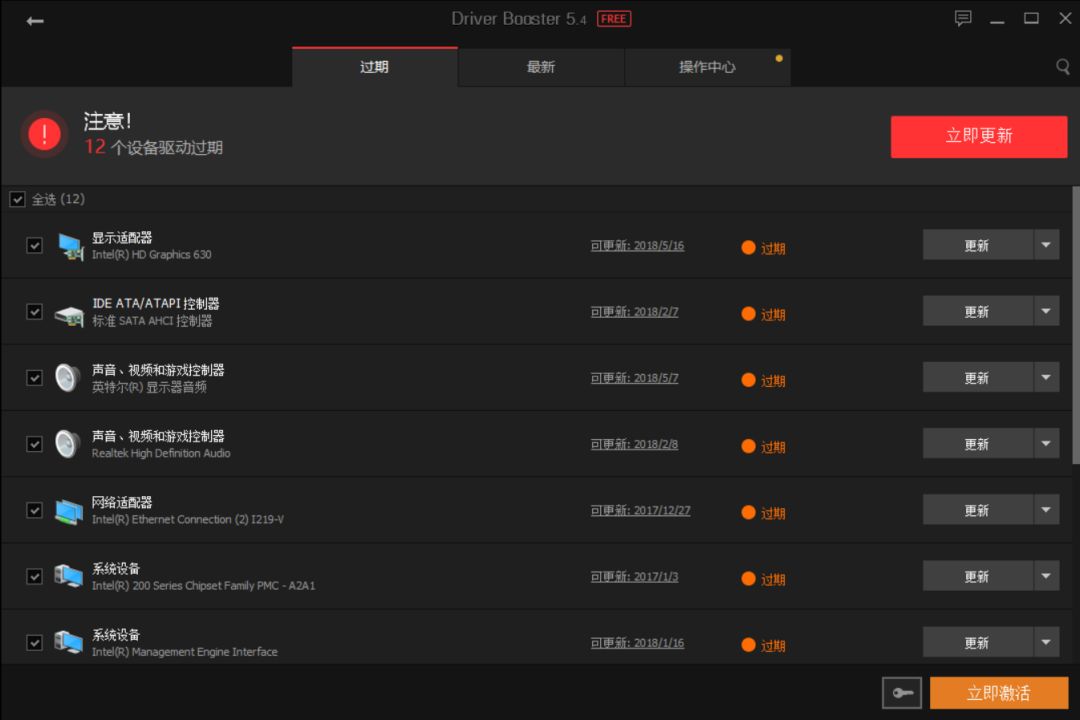 Driver Booster 5.4 FREE
过期 最新 操作中心
注意!
12 个设备驱动过期
立即更新
全选 (12)
显示适配器
Intel(R) HD Graphics 630
可更新: 2018/5/16 过期 更新
IDE ATA/ATAPI 控制器
标准 SATA AHCI 控制器
可更新: 2018/2/7 过期 更新
声音、视频和游戏控制器
英特尔(R) 显示器音频
可更新: 2018/5/7 过期 更新
声音、视频和游戏控制器
Realtek High Definition Audio
可更新: 2018/2/8 过期 更新
网络适配器
Intel(R) Ethernet Connection (2) I219-V
可更新: 2017/12/27 过期 更新
系统设备
Intel(R) 200 Series Chipset Family PMC - A2A1
可更新: 2017/1/3 过期 更新
系统设备
Intel(R) Management Engine Interface
可更新: 2018/1/16 过期 更新
立即激活